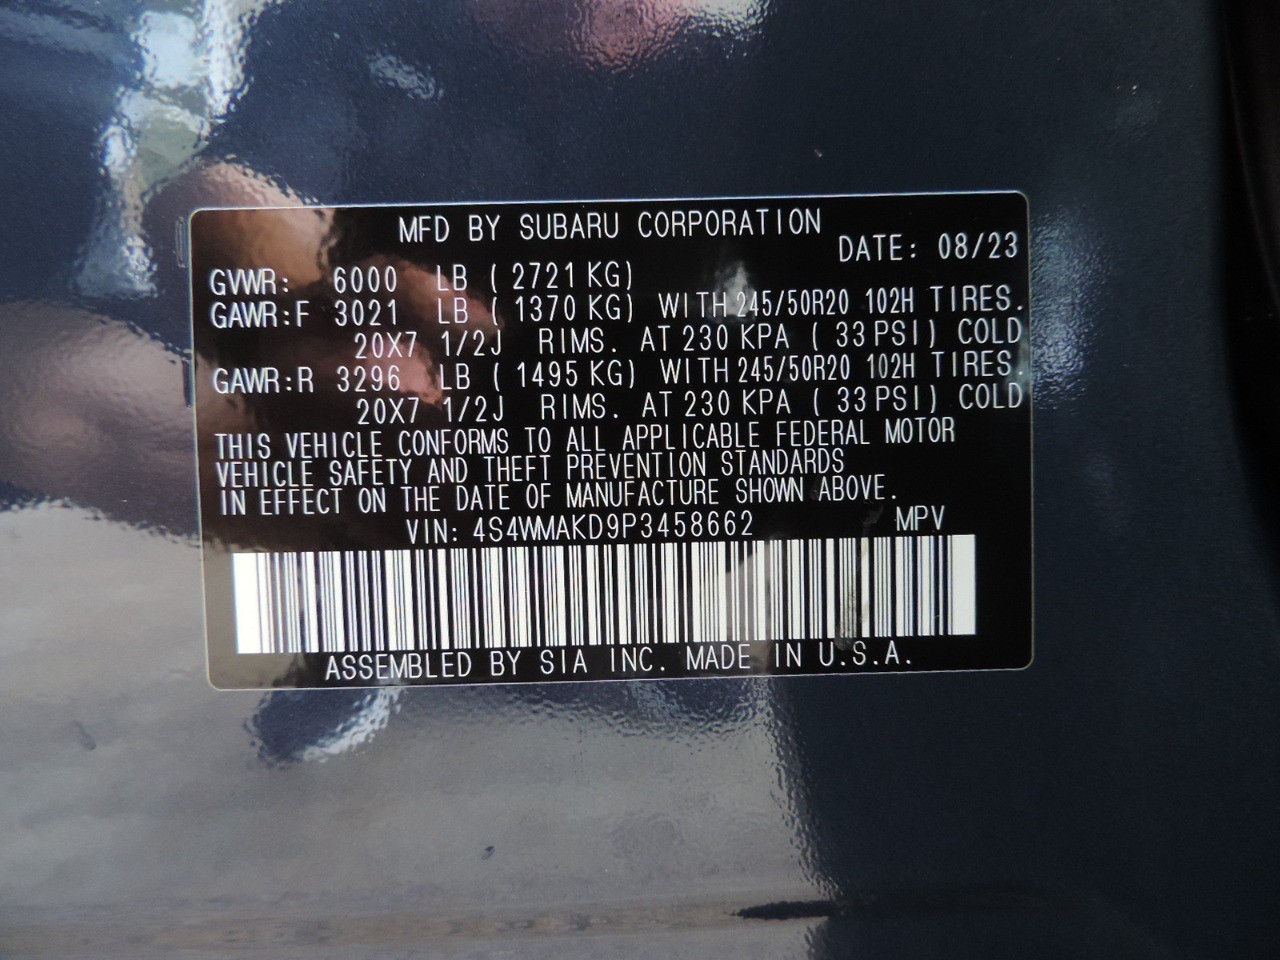 MFD BY SUBARU CORPORATION
DATE: 08/23
GVWR: 6000 LB ( 2721 KG)
GAWR:F 3021 LB ( 1370 KG) WITH 245/50R20 102H TIRES.
20X7 1/2J RIMS. AT 230 KPA ( 33 PSI) COLD
GAWR:R 3296 LB ( 1495 KG) WITH 245/50R20 102H TIRES.
20X7 1/2J RIMS. AT 230 KPA ( 33 PSI) COLD
THIS VEHICLE CONFORMS TO ALL APPLICABLE FEDERAL MOTOR
VEHICLE SAFETY AND THEFT PREVENTION STANDARDS
IN EFFECT ON THE DATE OF MANUFACTURE SHOWN ABOVE.
VIN: 4S4WMAKD9P3458662 MPV
ASSEMBLED BY SIA INC. MADE IN U.S.A.